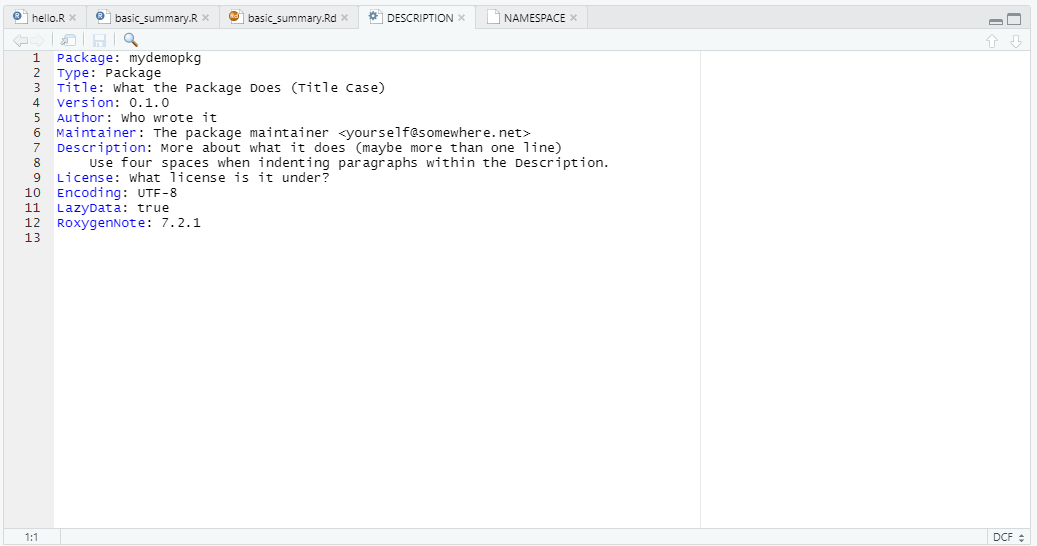 hello.R
basic_summary.R
basic_summary.Rd
DESCRIPTION
NAMESPACE
1 Package: mydemopkg
2 Type: Package
3 Title: What the Package Does (Title Case)
4 Version: 0.1.0
5 Author: Who wrote it
6 Maintainer: The package maintainer <yourself@somewhere.net>
7 Description: More about what it does (maybe more than one line)
8     Use four spaces when indenting paragraphs within the Description.
9 License: What license is it under?
10 Encoding: UTF-8
11 LazyData: true
12 RoxygenNote: 7.2.1
13
1:1
DCF